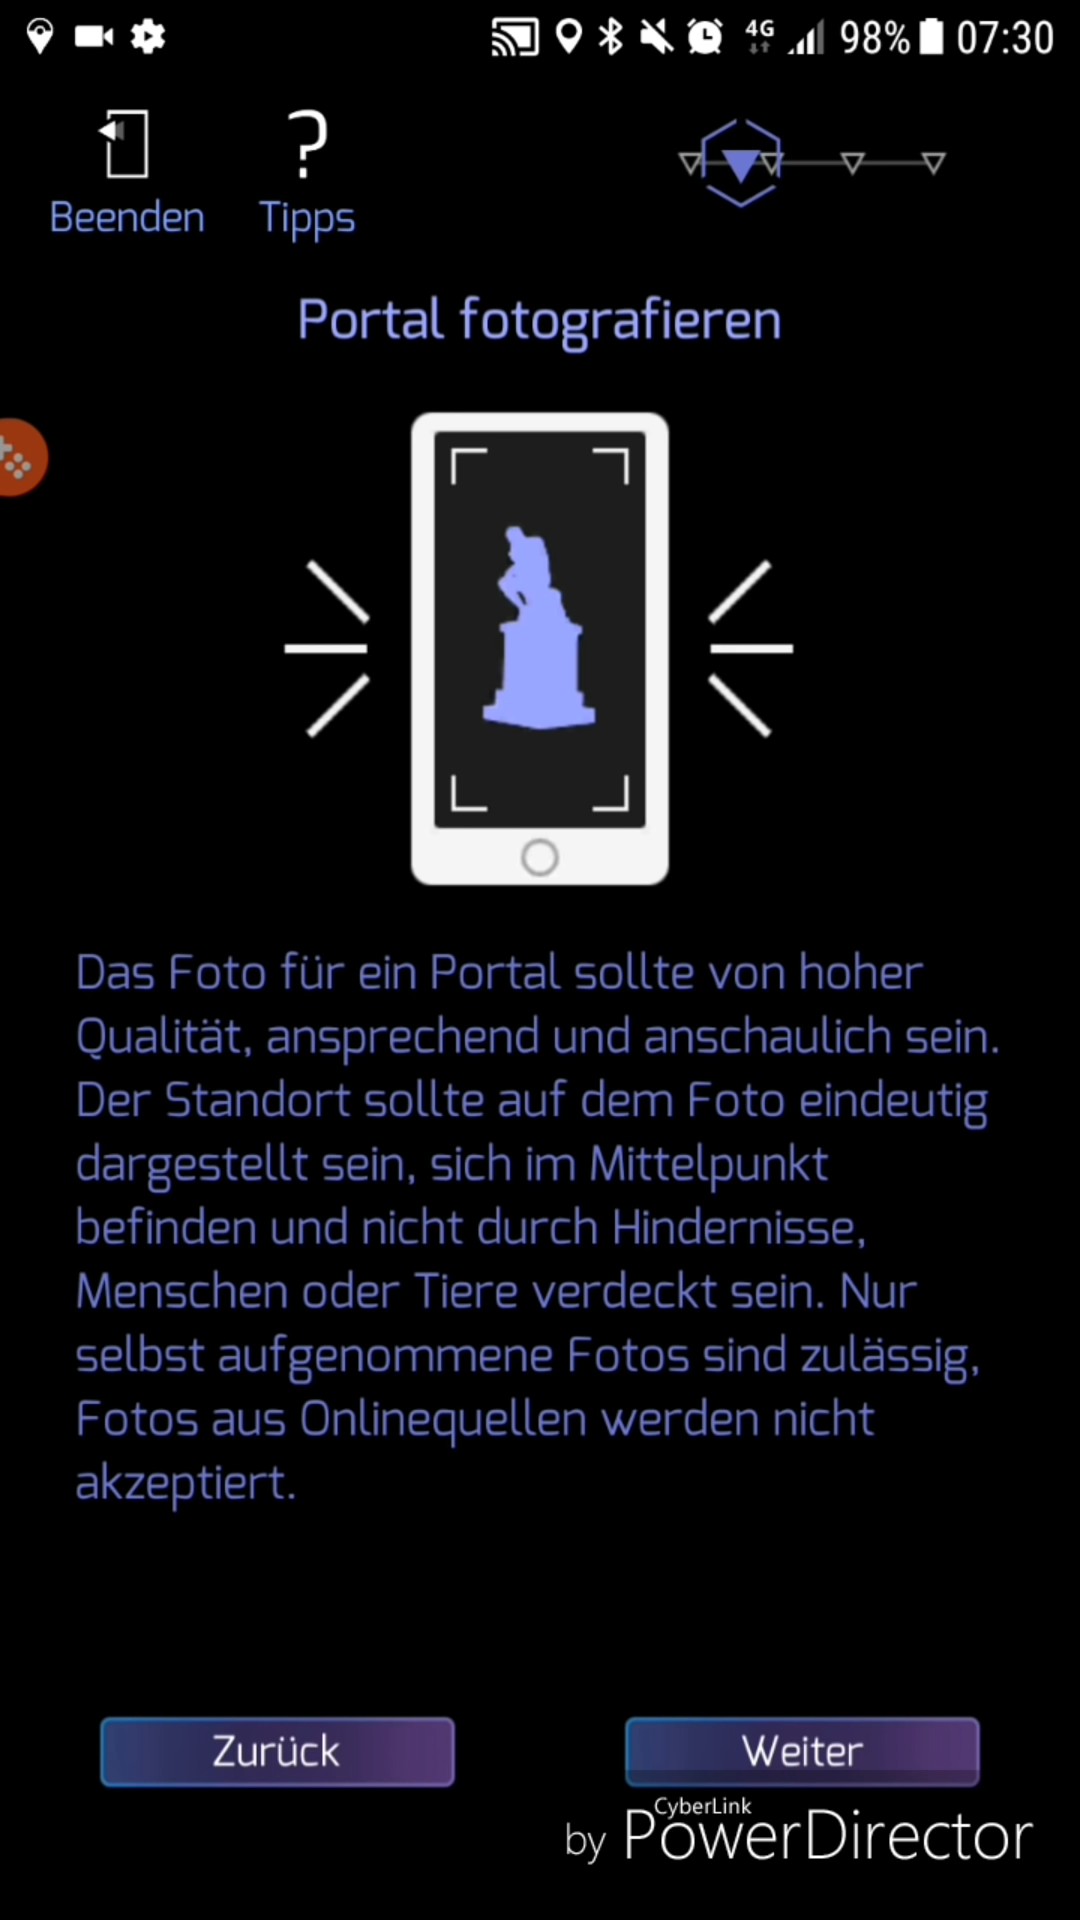 4G 98% 07:30
Beenden
? Tipps
Portal fotografieren
Das Foto für ein Portal sollte von hoher
Qualität, ansprechend und anschaulich sein.
Der Standort sollte auf dem Foto eindeutig
dargestellt sein, sich im Mittelpunkt
befinden und nicht durch Hindernisse,
Menschen oder Tiere verdeckt sein. Nur
selbst aufgenommene Fotos sind zulässig,
Fotos aus Onlinequellen werden nicht
akzeptiert.
Zurück
Weiter
by CyberLink PowerDirector